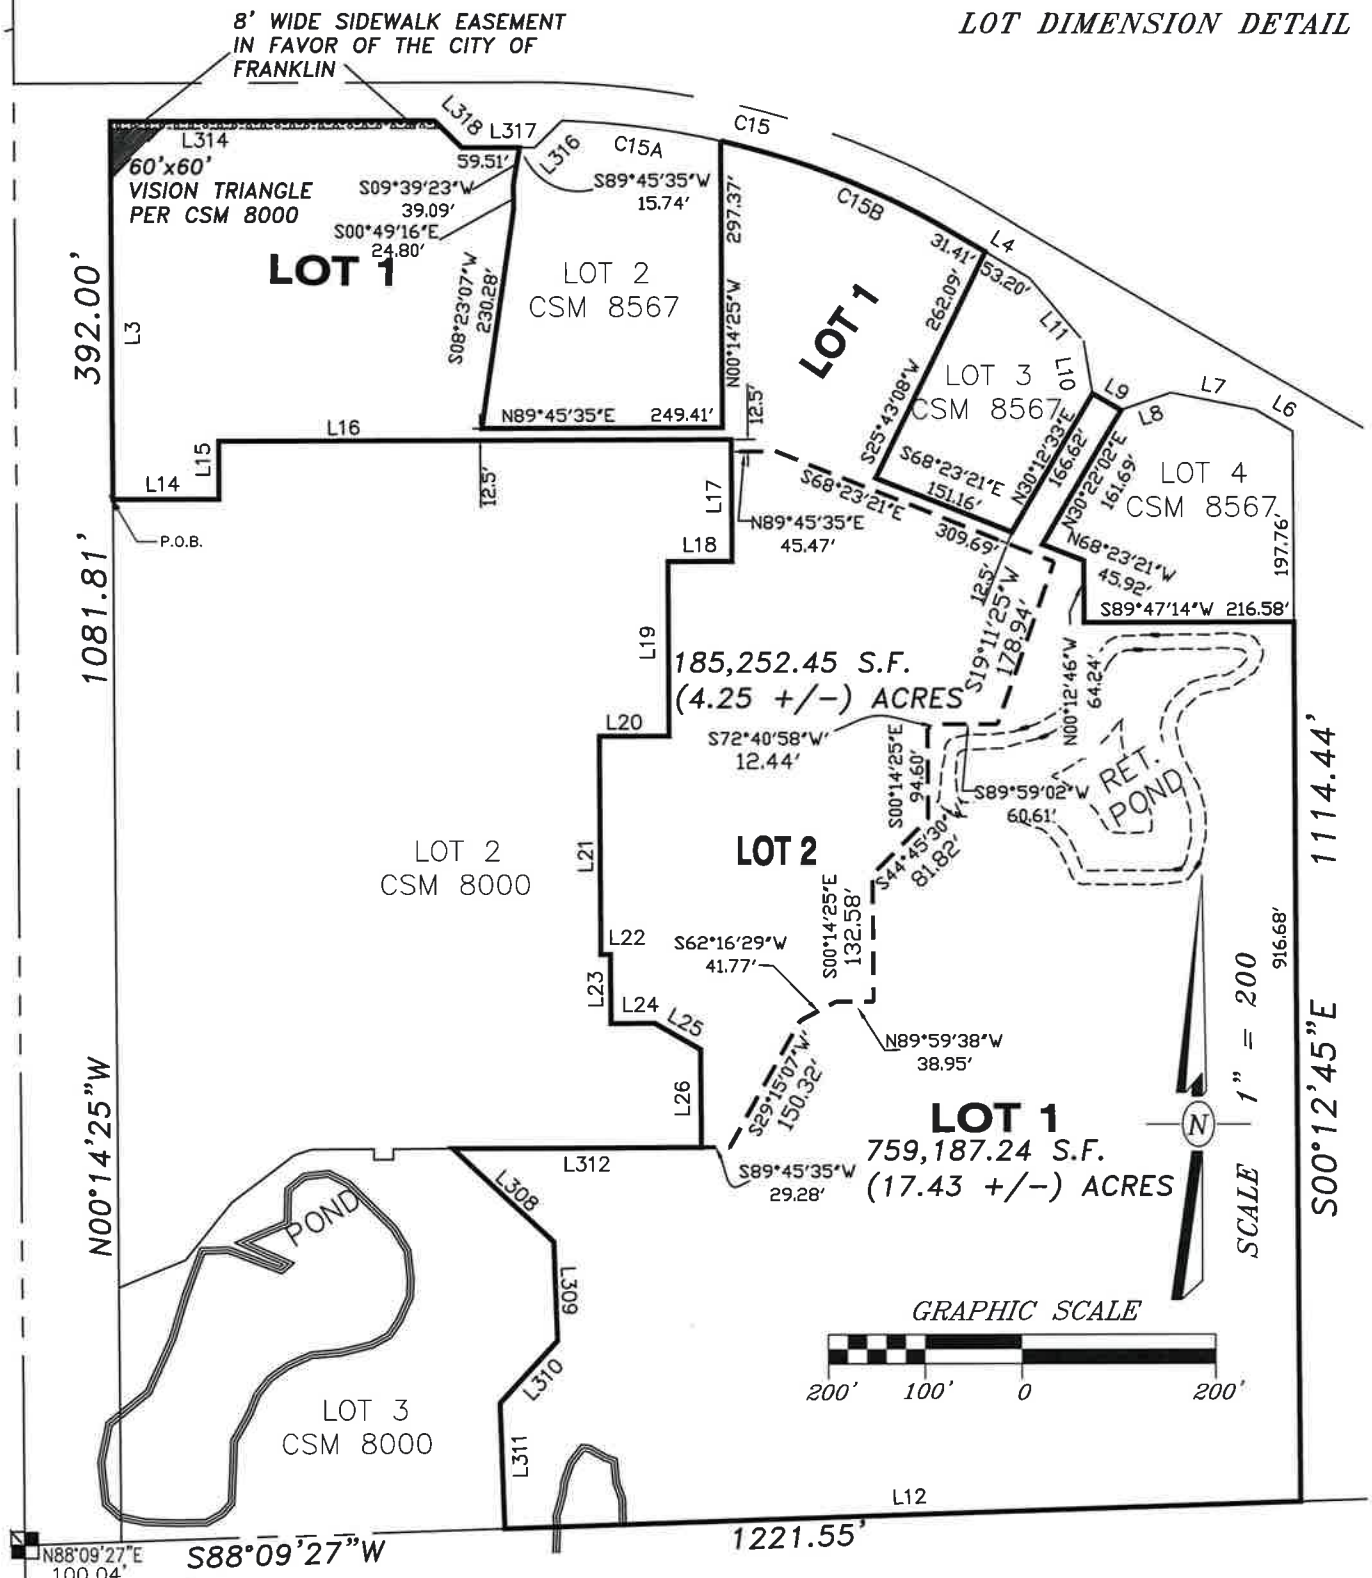 8' WIDE SIDEWALK EASEMENT
IN FAVOR OF THE CITY OF
FRANKLIN
LOT DIMENSION DETAIL
L318
L317
L314
L316
C15A
C15
C15B
59.51'
60'x60'
VISION TRIANGLE
PER CSM 8000
S09°39'23"W
39.09'
S00°49'16"E
24.80'
S89°45'35"W
15.74'
297.37'
N00°14'25"W
LOT 1
LOT 2
CSM 8567
S08°23'07"W
230.28'
392.00'
L3
LOT 1
31.41'
L4
53.20'
262.09'
S25°43'08"W
L11
L10
L9
L8
L7
L6
LOT 3
CSM 8567
N89°45'35"E
249.41'
12.5'
L16
L15
L14
12.5'
L17
S68°23'21"E
309.69'
S68°23'21"E
151.16'
N30°12'33"E
166.62'
N30°22'02"E
161.69'
LOT 4
CSM 8567
197.76'
N68°23'21"W
45.92'
S89°47'14"W 216.58'
P.O.B.
N89°45'35"E
45.47'
L18
12.5'
S19°11'25"W
178.94'
1081.81'
L19
185,252.45 S.F.
(4.25 +/-) ACRES
N00°12'46"W
64.24'
L20
S72°40'58"W'
12.44'
S00°14'25"E
94.60'
S89°59'02"W
60.61'
RET.
POND
1114.44'
LOT 2
CSM 8000
L21
LOT 2
S44°45'30"W
81.82'
S00°14'25"E
132.58'
S62°16'29"W
41.77'
L22
L23
L24
L25
L26
N89°59'38"W
38.95'
916.68'
SCALE 1" = 200
N
S00°12'45"E
N00°14'25"W
S29°15'07"W'
150.32'
LOT 1
759,187.24 S.F.
(17.43 +/-) ACRES
L312
S89°45'35"W
29.28'
L308
POND
L309
GRAPHIC SCALE
200' 100' 0 200'
L310
LOT 3
CSM 8000
L311
L12
1221.55'
N88°09'27"E
100.04'
S88°09'27"W